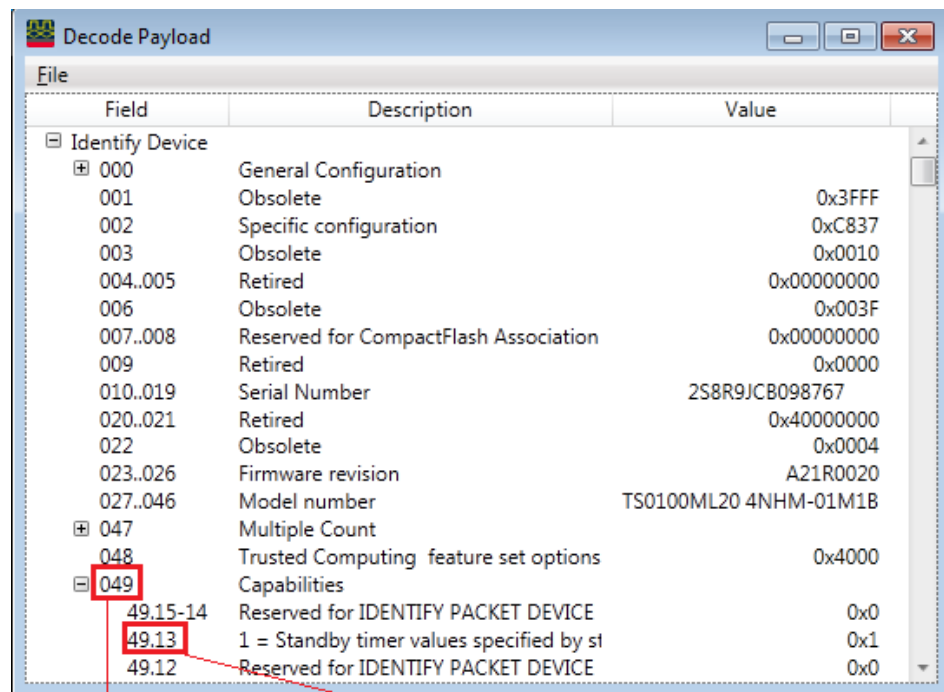 Decode Payload
File
Field Description Value
Identify Device
000 General Configuration
001 Obsolete 0x3FFF
002 Specific configuration 0xC837
003 Obsolete 0x0010
004..005 Retired 0x00000000
006 Obsolete 0x003F
007..008 Reserved for CompactFlash Association 0x00000000
009 Retired 0x0000
010..019 Serial Number 2S8R9JCB098767
020..021 Retired 0x40000000
022 Obsolete 0x0004
023..026 Firmware revision A21R0020
027..046 Model number TS0100ML20 4NHM-01M1B
047 Multiple Count
048 Trusted Computing feature set options 0x4000
049 Capabilities
49.15-14 Reserved for IDENTIFY PACKET DEVICE 0x0
49.13 1 = Standby timer values specified by st 0x1
49.12 Reserved for IDENTIFY PACKET DEVICE 0x0